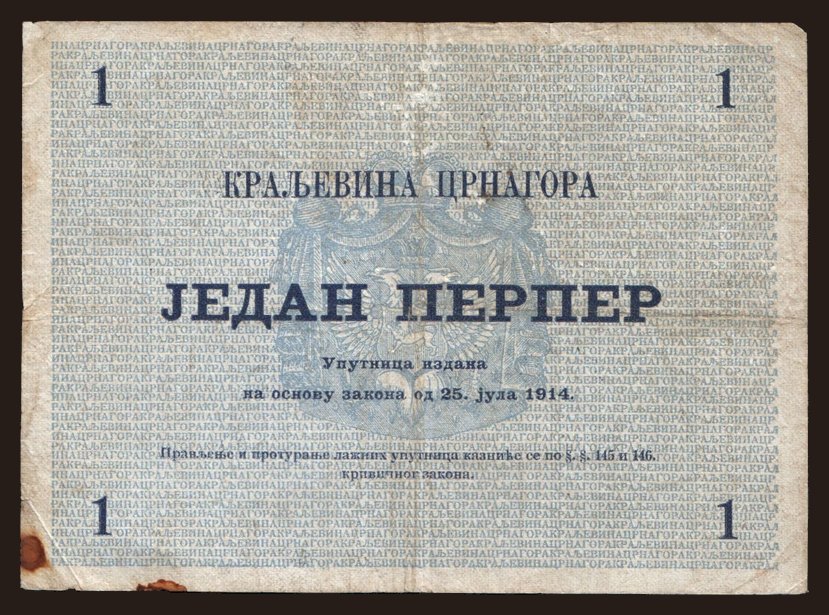 1 1
КРАЉЕВИНА ЦРНАГОРА
ЈЕДАН ПЕРПЕР
Упутница издана
на основу закона од 25. јула 1914.
Прављење и протурање лажних упутница казниће се по §. §. 145 и 146.
кривичног закона.
1 1